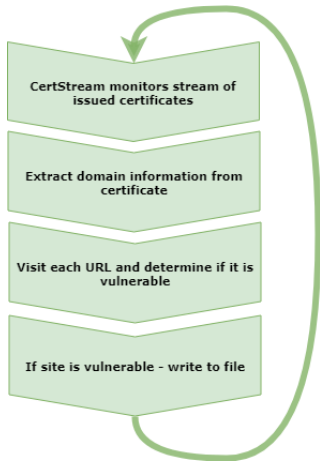 CertStream monitors stream of
issued certificates
Extract domain information from
certificate
Visit each URL and determine if it is
vulnerable
If site is vulnerable - write to file